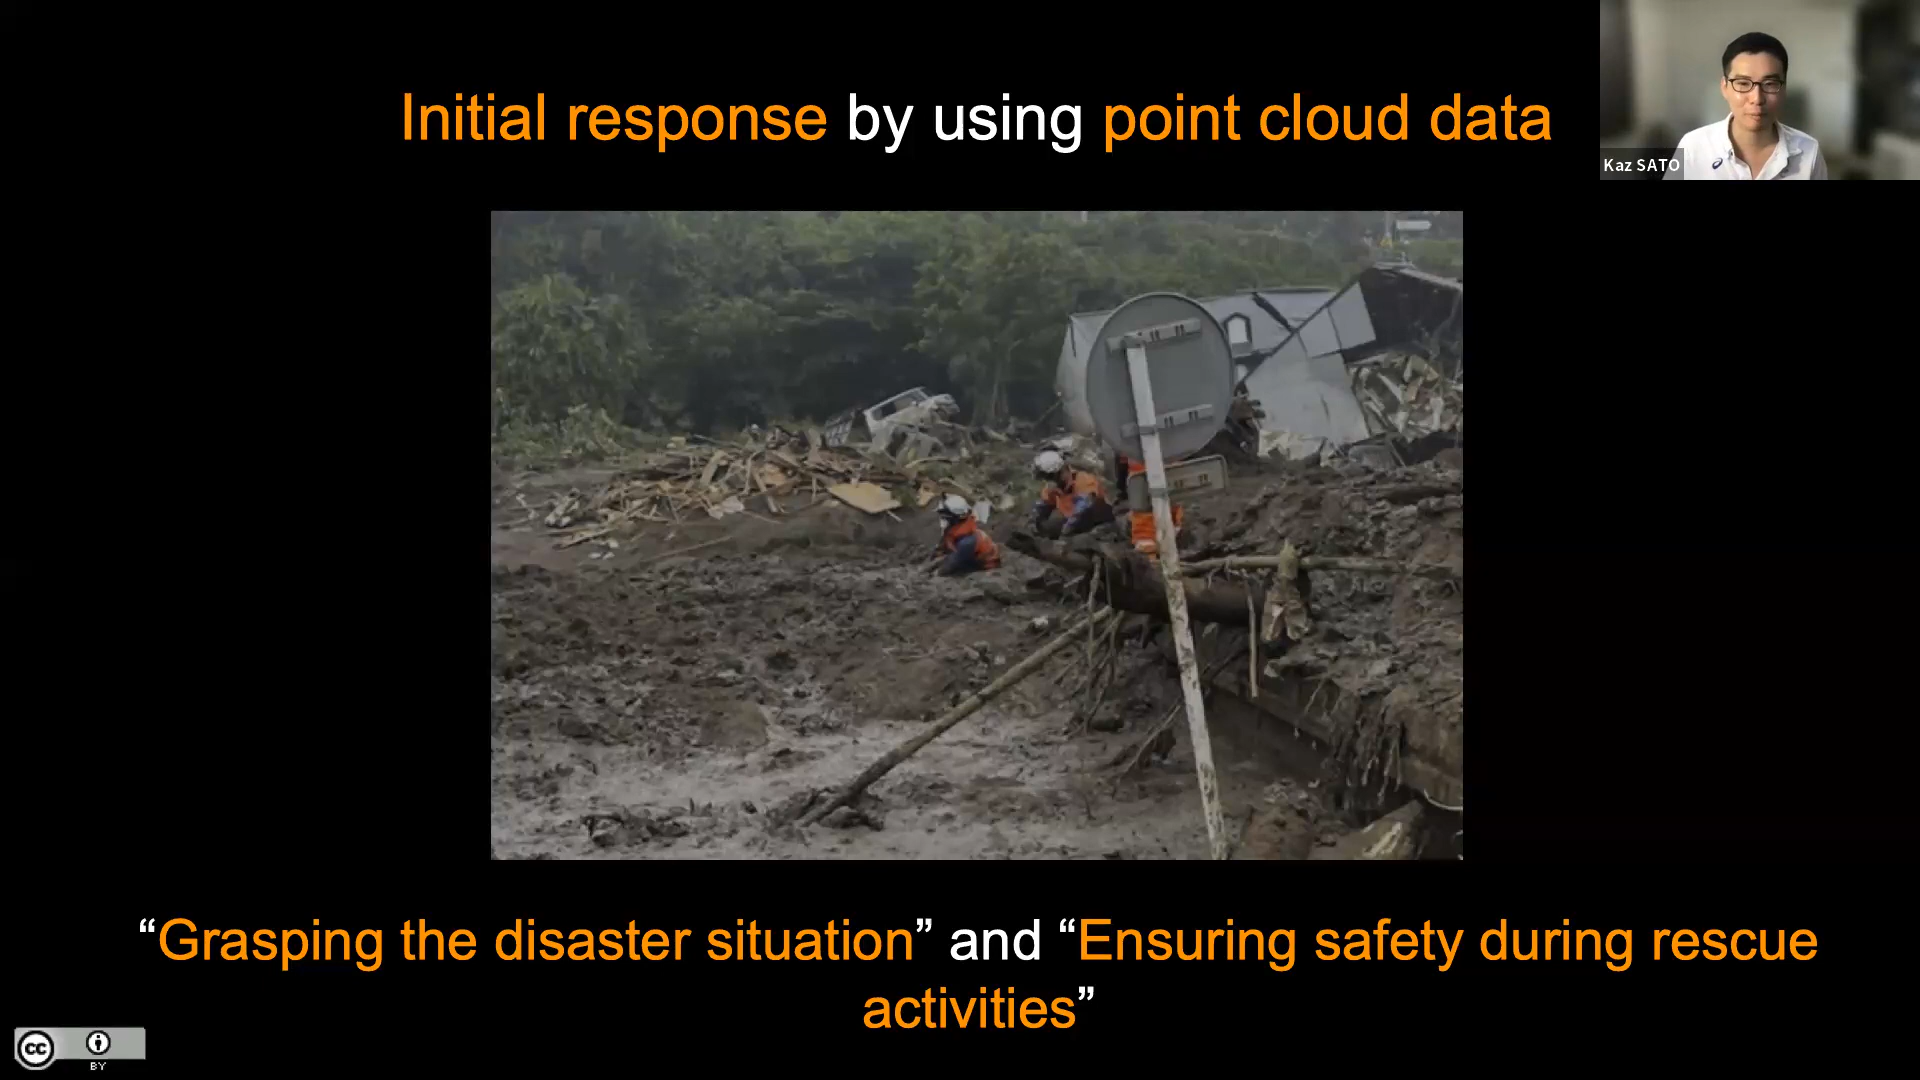 Initial response by using point cloud data
Kaz SATO
“Grasping the disaster situation” and “Ensuring safety during rescue
activities”
cc
BY